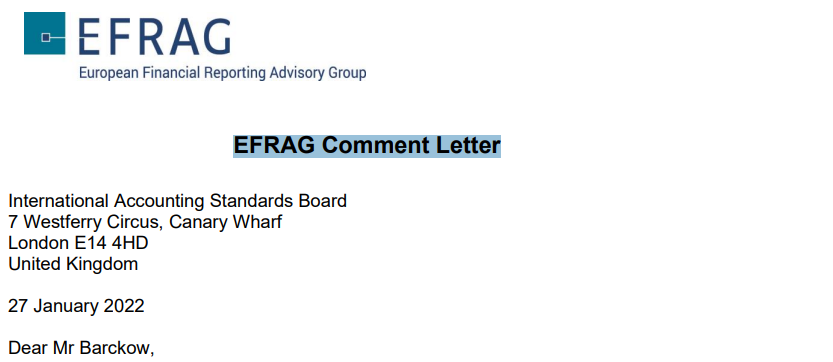 EFRAG
European Financial Reporting Advisory Group
EFRAG Comment Letter
International Accounting Standards Board
7 Westferry Circus, Canary Wharf
London E14 4HD
United Kingdom
27 January 2022
Dear Mr Barckow,